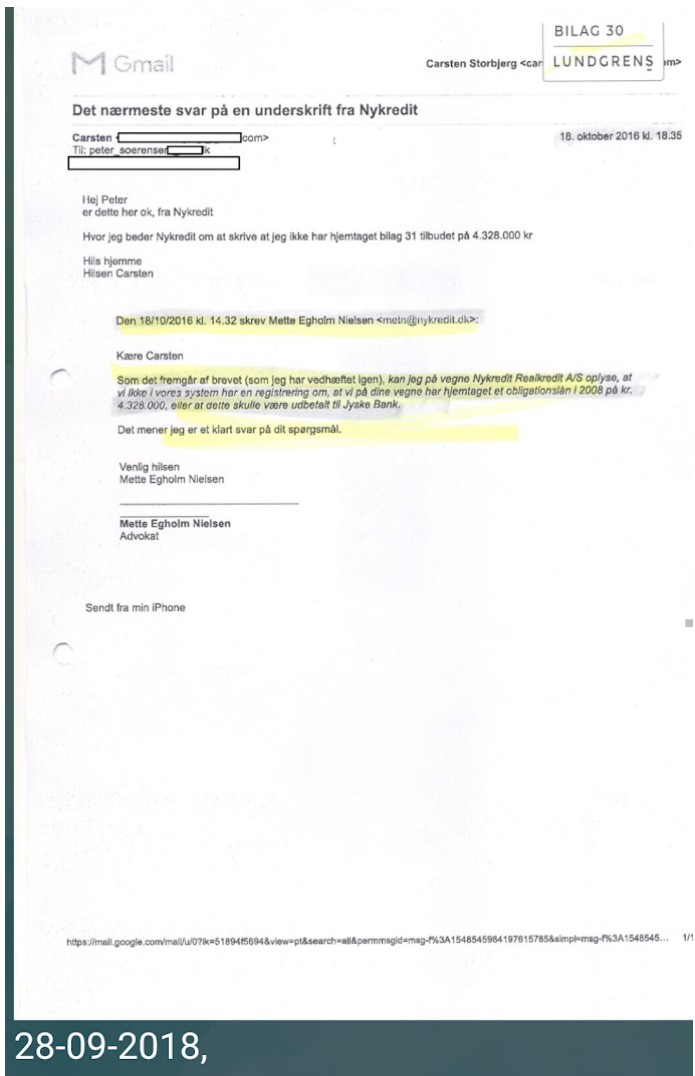 BILAG 30
LUNDGRENS
Gmail
Carsten Storbjerg <car
m>
Det nærmeste svar på en underskrift fra Nykredit
Carsten
com>
18. oktober 2016 kl. 18.35
Til: peter_soerensen
k
Hej Peter
er dette her ok, fra Nykredit
Hvor jeg beder Nykredit om at skrive at jeg ikke har hjemtaget bilag 31 tilbudet på 4.328.000 kr
Hils hjemme
Hilsen Carsten
Den 18/10/2016 kl. 14.32 skrev Mette Egholm Nielsen <metn@nykredit.dk>:
Kære Carsten
Som det fremgår af brevet (som jeg har vedhæftet igen), kan jeg på vegne Nykredit Realkredit A/S oplyse, at
vi ikke i vores system har en registrering om, at vi på dine vegne har hjemtaget et obligationslån i 2008 på kr.
4.328.000, eller at dette skulle være udbetalt til Jyske Bank.
Det mener jeg er et klart svar på dit spørgsmål.
Venlig hilsen
Mette Egholm Nielsen
Mette Egholm Nielsen
Advokat
Sendt fra min iPhone
https://mail.google.com/mail/u/0?ik=51894f5694&view=pt&search=all&permmsgid=msg-f%3A1548545984197615785&simpl=msg-f%3A1548545... 1/1
28-09-2018,